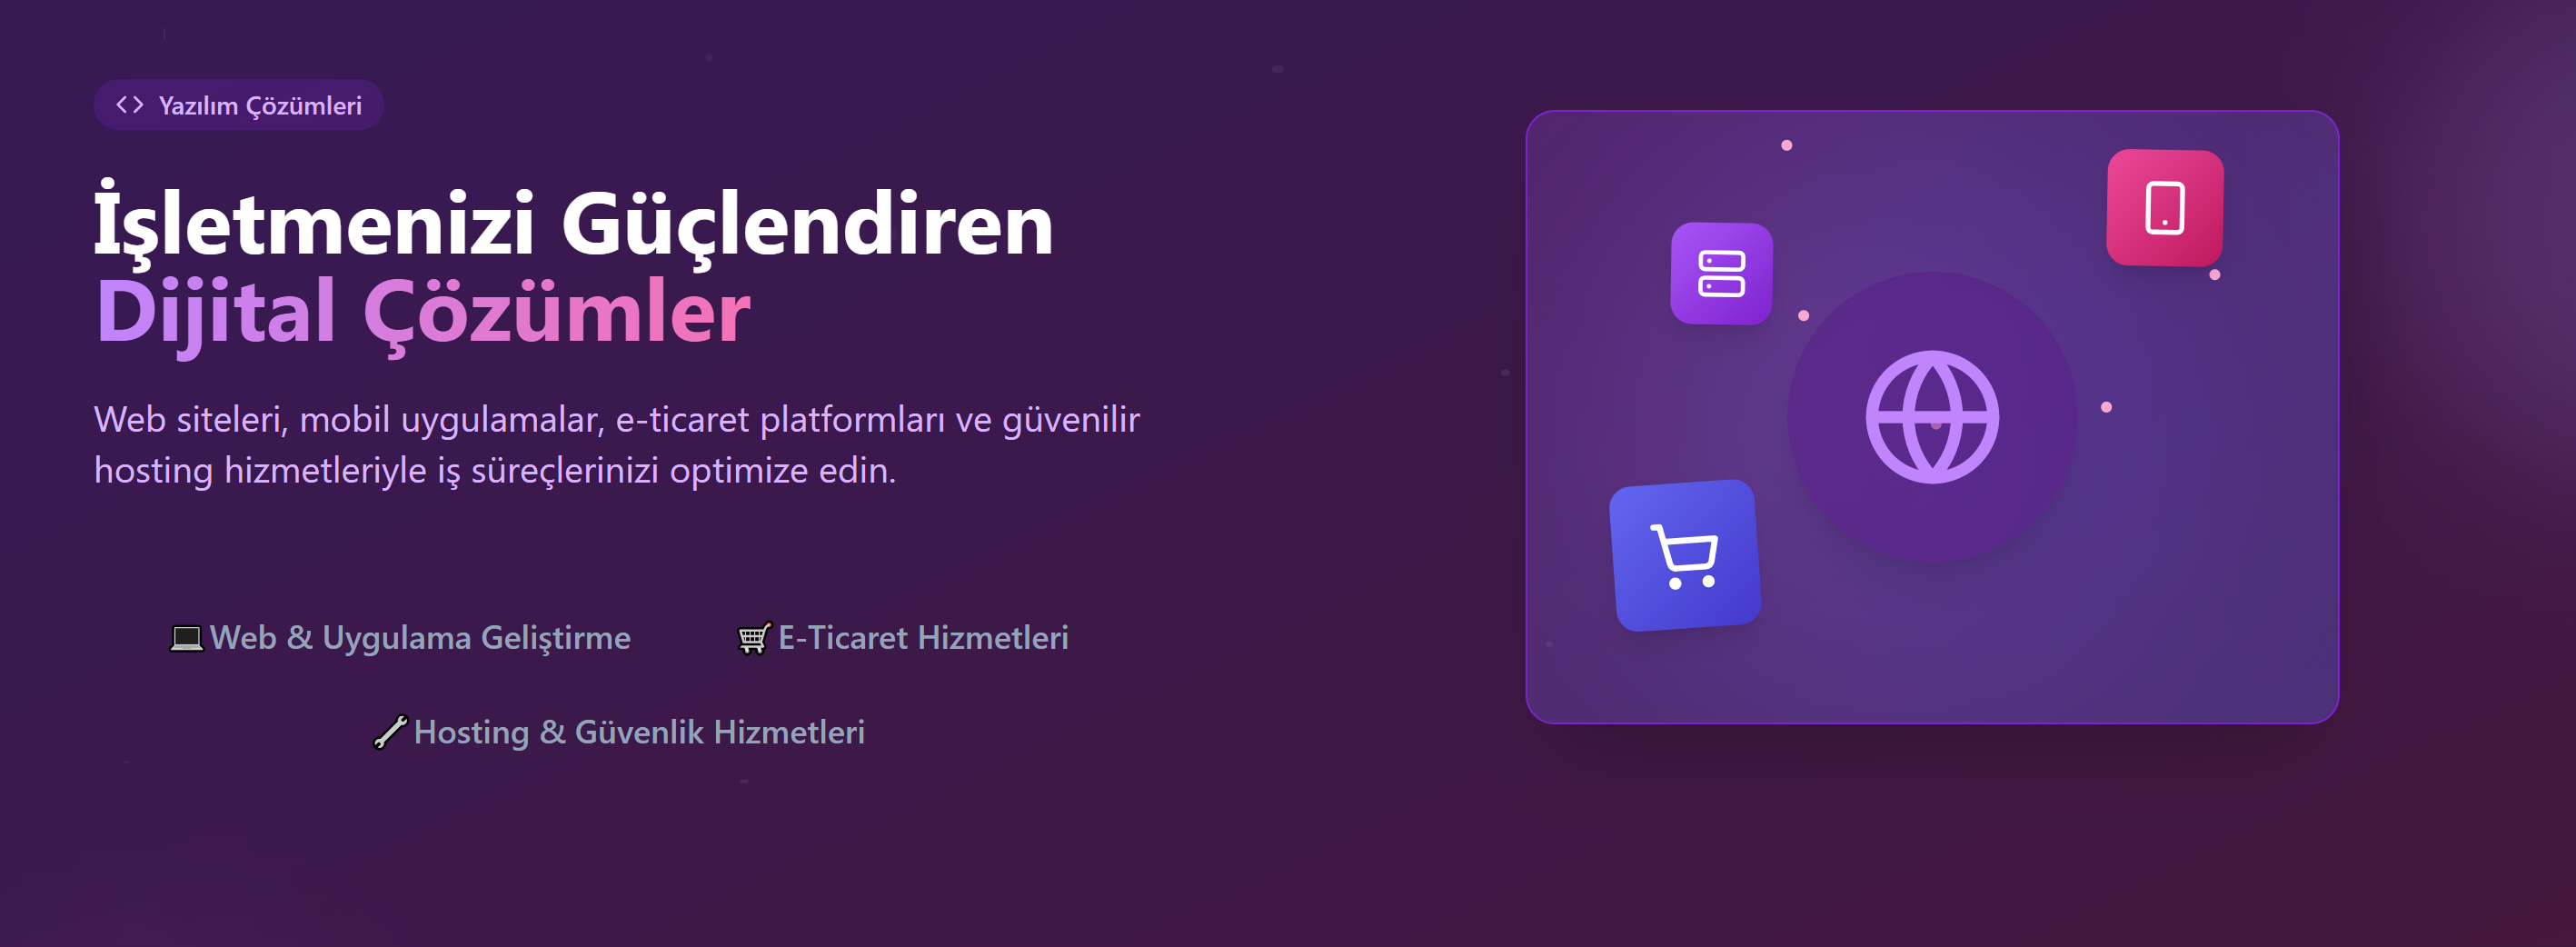 Yazılım Çözümleri
İşletmenizi Güçlendiren
Dijital Çözümler
Web siteleri, mobil uygulamalar, e-ticaret platformları ve güvenilir
hosting hizmetleriyle iş süreçlerinizi optimize edin.
Web & Uygulama Geliştirme
E-Ticaret Hizmetleri
Hosting & Güvenlik Hizmetleri